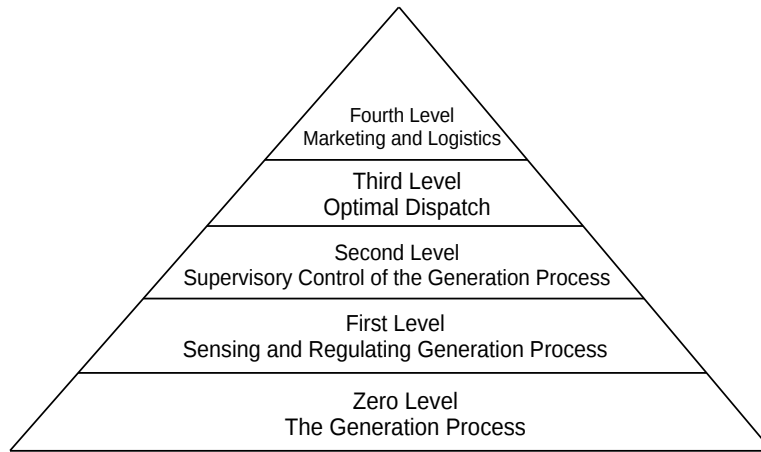 Fourth Level
Marketing and Logistics
Third Level
Optimal Dispatch
Second Level
Supervisory Control of the Generation Process
First Level
Sensing and Regulating Generation Process
Zero Level
The Generation Process